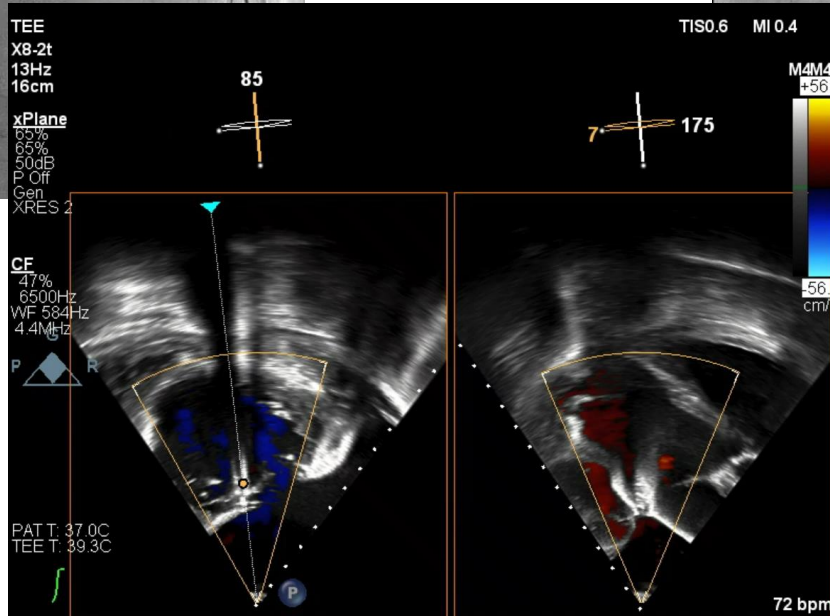 TEE
X8-2t
13Hz
16cm
xPlane
65%
65%
50dB
P Off
Gen
XRES 2
CF
47%
6500Hz
WF 584Hz
4.4MHz
P R
PAT T: 37.0C
TEE T: 39.3C
85
P
TIS0.6 MI 0.4
M4M4
+56
7 175
-56.
cm/
72 bpm